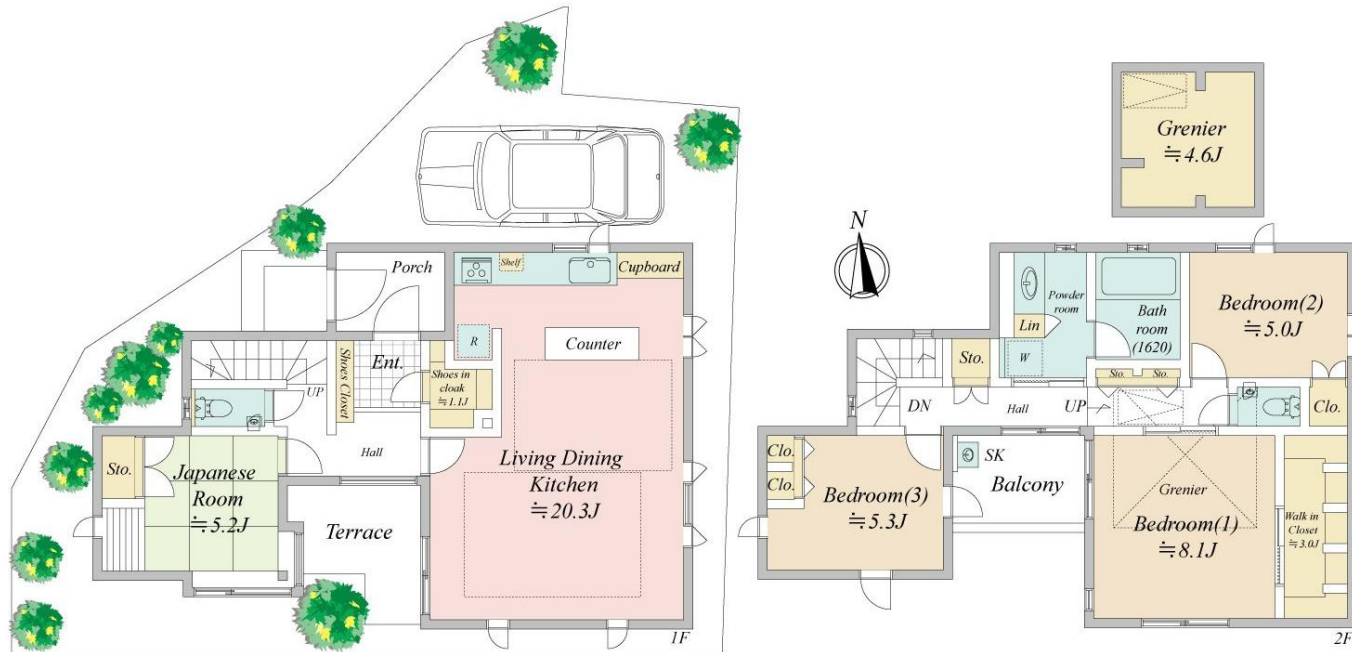 Porch
Shelf
Cupboard
R
Counter
Shoes Closet
Ent.
Shoes in
cloak
≒1.1J
UP
Hall
Sto.
Japanese
Room
≒5.2J
Terrace
Living Dining
Kitchen
≒20.3J
1F
N
Grenier
≒4.6J
Powder
room
Lin
W
Bath
room
(1620)
Bedroom(2)
≒5.0J
Sto.
Sto.
Sto.
DN
Hall
UP
Clo.
Clo.
Clo.
Bedroom(3)
≒5.3J
SK
Balcony
Grenier
Bedroom(1)
≒8.1J
Walk in
Closet
≒3.0J
2F